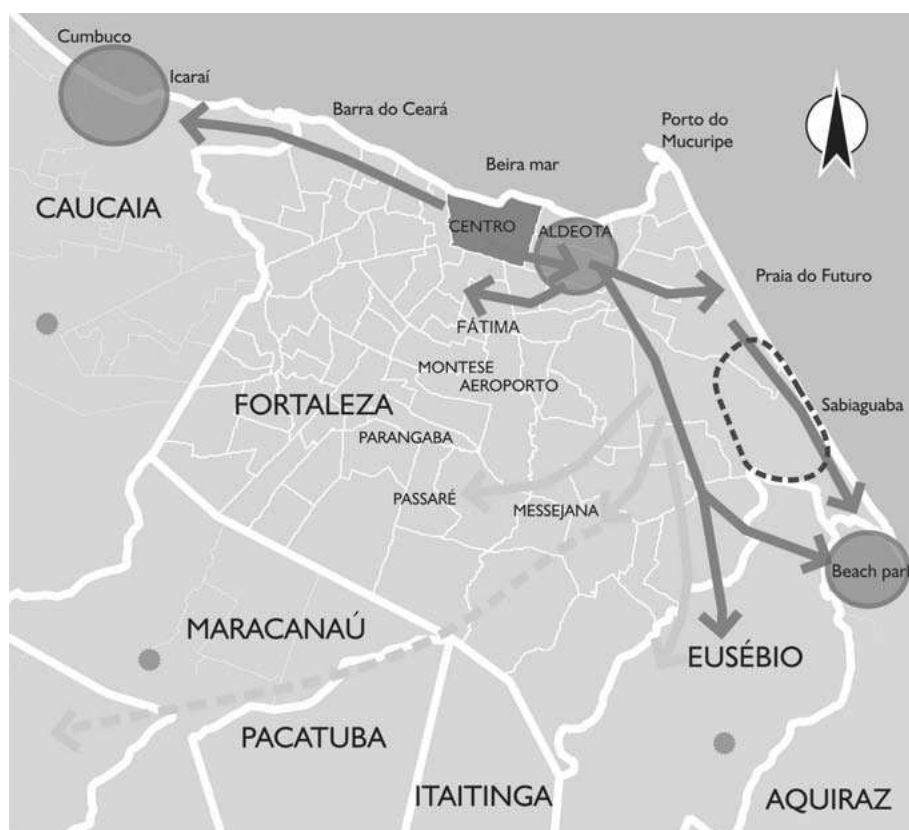 Cumbuco
Icaraí
Barra do Ceará
Porto do
Mucuripe
Beira mar
CAUCAIA
CENTRO
ALDEOTA
Praia do Futuro
FÁTIMA
MONTESE
AEROPORTO
FORTALEZA
Sabiaguaba
PARANGABA
PASSARÉ
MESSEJANA
Beach park
MARACANAÚ
EUSÉBIO
PACATUBA
ITAITINGA
AQUIRAZ